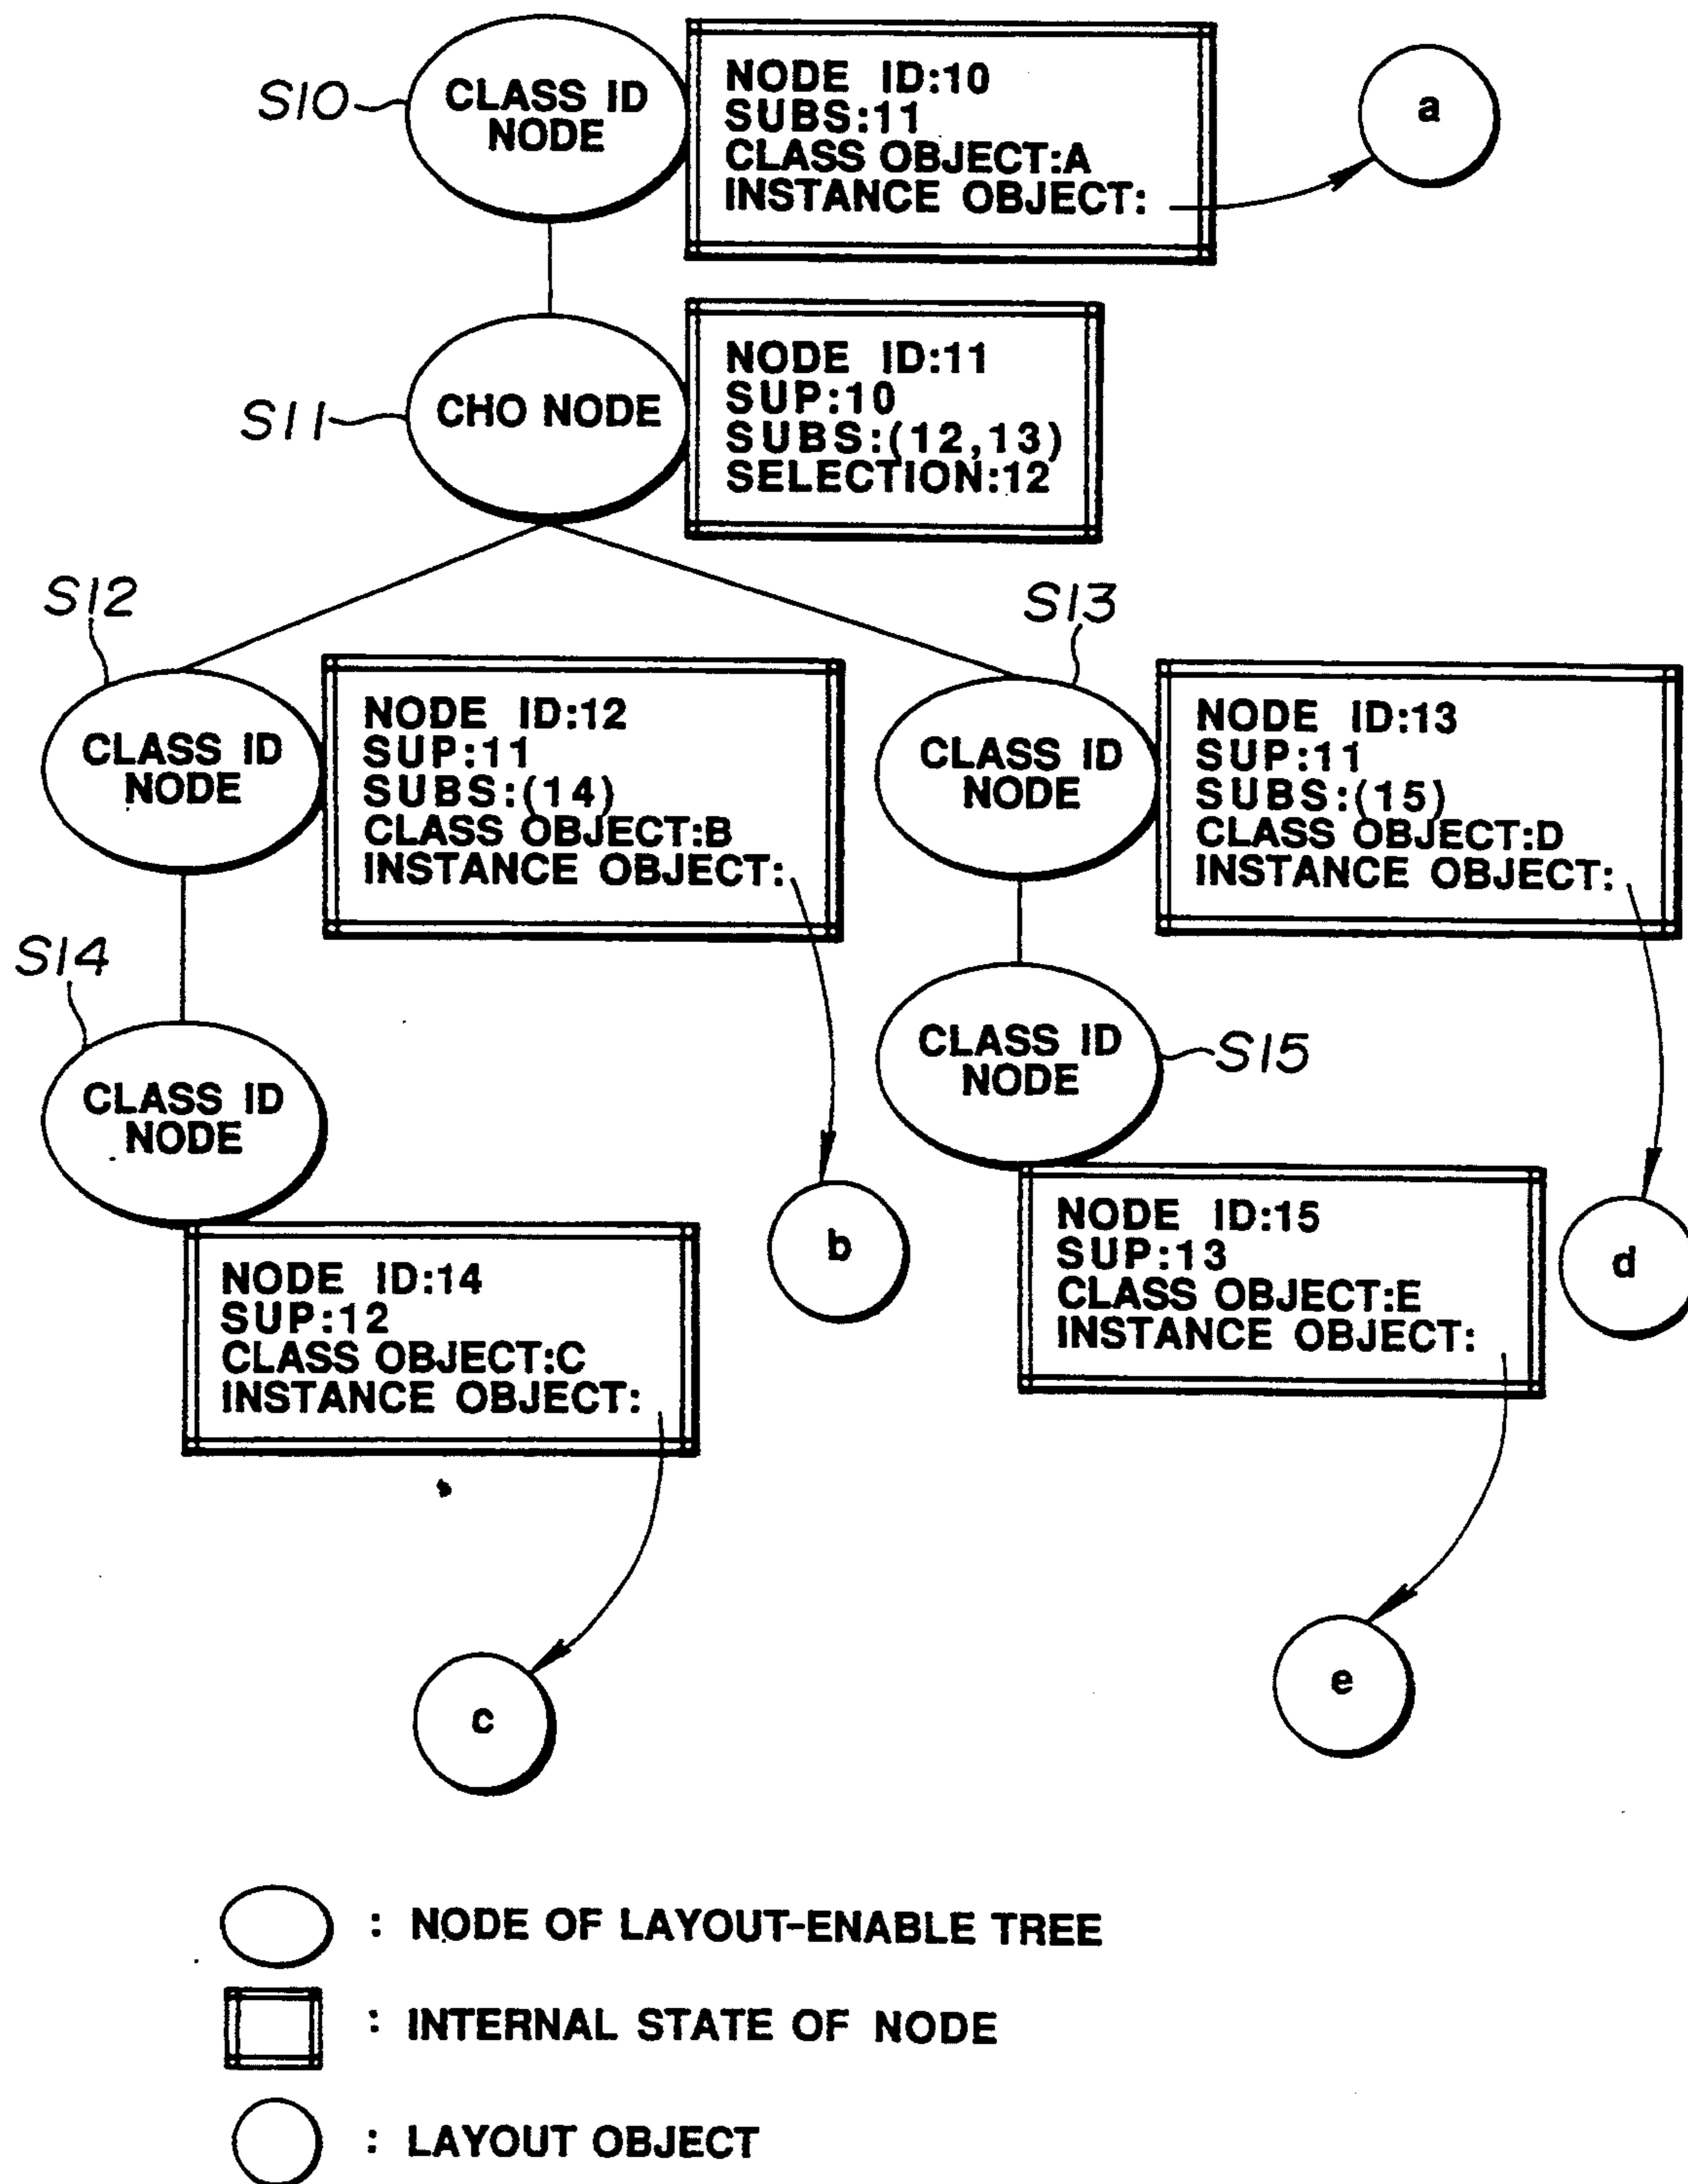 S10
CLASS ID
NODE
NODE ID:10
SUBS:11
CLASS OBJECT:A
INSTANCE OBJECT:
a
S11
CHO NODE
NODE ID:11
SUP:10
SUBS:(12,13)
SELECTION:12
S12
CLASS ID
NODE
NODE ID:12
SUP:11
SUBS:(14)
CLASS OBJECT:B
INSTANCE OBJECT:
S13
CLASS ID
NODE
NODE ID:13
SUP:11
SUBS:(15)
CLASS OBJECT:D
INSTANCE OBJECT:
S14
CLASS ID
NODE
CLASS ID
NODE
S15
b
d
NODE ID:14
SUP:12
CLASS OBJECT:C
INSTANCE OBJECT:
NODE ID:15
SUP:13
CLASS OBJECT:E
INSTANCE OBJECT:
c
e
: NODE OF LAYOUT-ENABLE TREE
: INTERNAL STATE OF NODE
: LAYOUT OBJECT